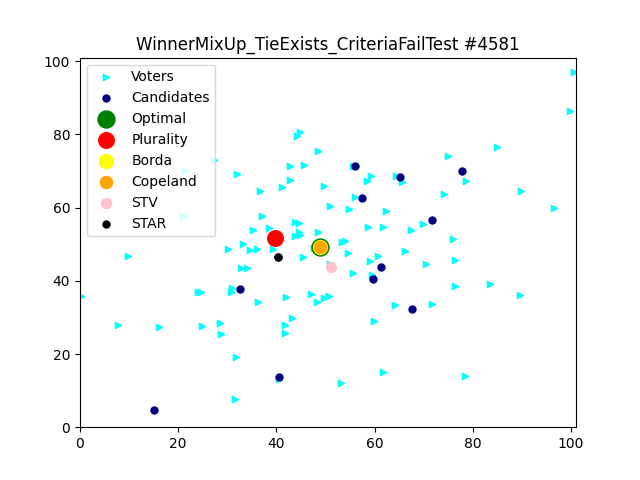 WinnerMixUp_TieExists_CriteriaFailTest #4581
100
80
60
40
20
0
Voters
Candidates
Optimal
Plurality
Borda
Copeland
STV
STAR
0 20 40 60 80 100